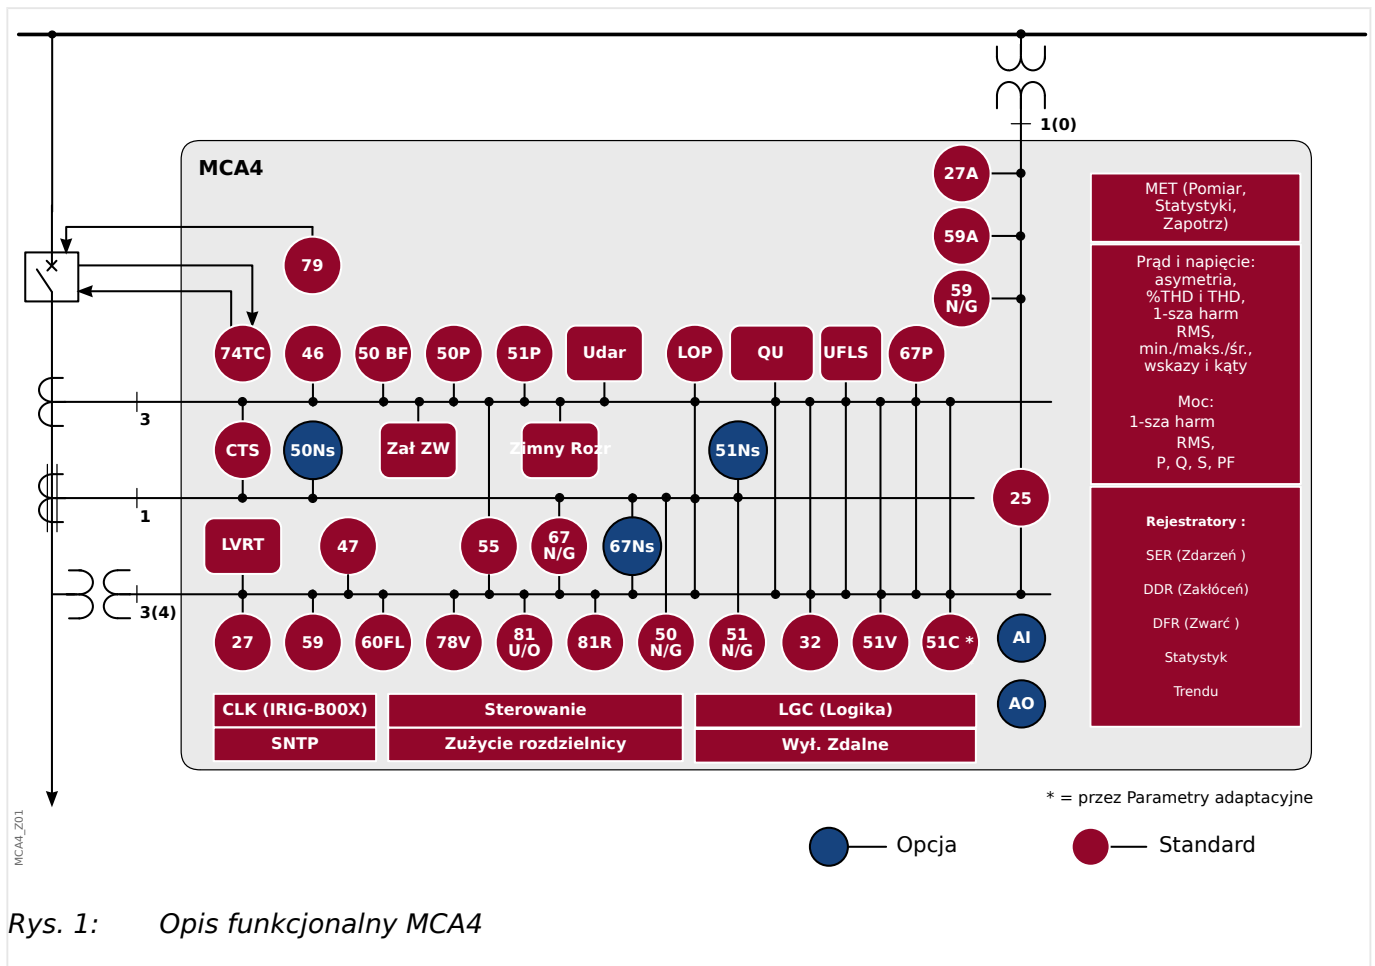 1(0)
MCA4
27A
59A
59
N/G
79
74TC
46
50 BF
50P
51P
Udar
LOP
QU
UFLS
67P
3
CTS
50Ns
Zał ZW
Zimny Rozr
51Ns
25
1
LVRT
47
55
67
N/G
67Ns
3(4)
27
59
60FL
78V
81
U/O
81R
50
N/G
51
N/G
32
51V
51C *
AI
AO
CLK (IRIG-B00X)
SNTP
Sterowanie
Zużycie rozdzielnicy
LGC (Logika)
Wył. Zdalne
MET (Pomiar,
Statystyki,
Zapotrz)
Prąd i napięcie:
asymetria,
%THD i THD,
1-sza harm
RMS,
min./maks./śr.,
wskazy i kąty
Moc:
1-sza harm
RMS,
P, Q, S, PF
Rejestratory :
SER (Zdarzeń )
DDR (Zakłóceń)
DFR (Zwarć )
Statystyk
Trendu
* = przez Parametry adaptacyjne
Opcja
Standard
MCA4_Z01
Rys. 1: Opis funkcjonalny MCA4